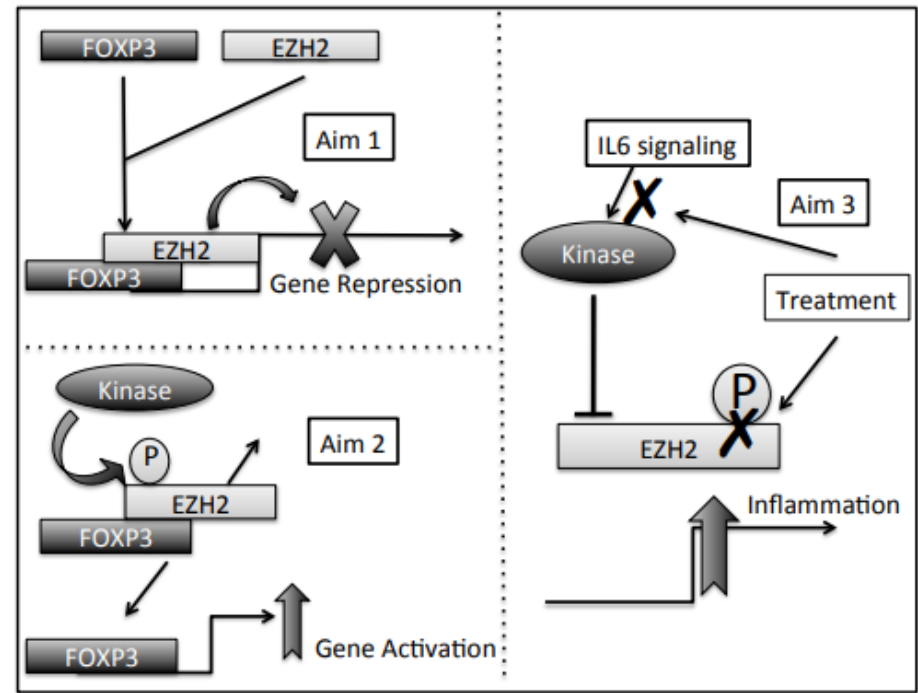 FOXP3
EZH2
Aim 1
EZH2
FOXP3
Gene Repression
Kinase
P
Aim 2
EZH2
FOXP3
FOXP3
Gene Activation
IL6 signaling
Aim 3
Kinase
Treatment
P
EZH2
Inflammation